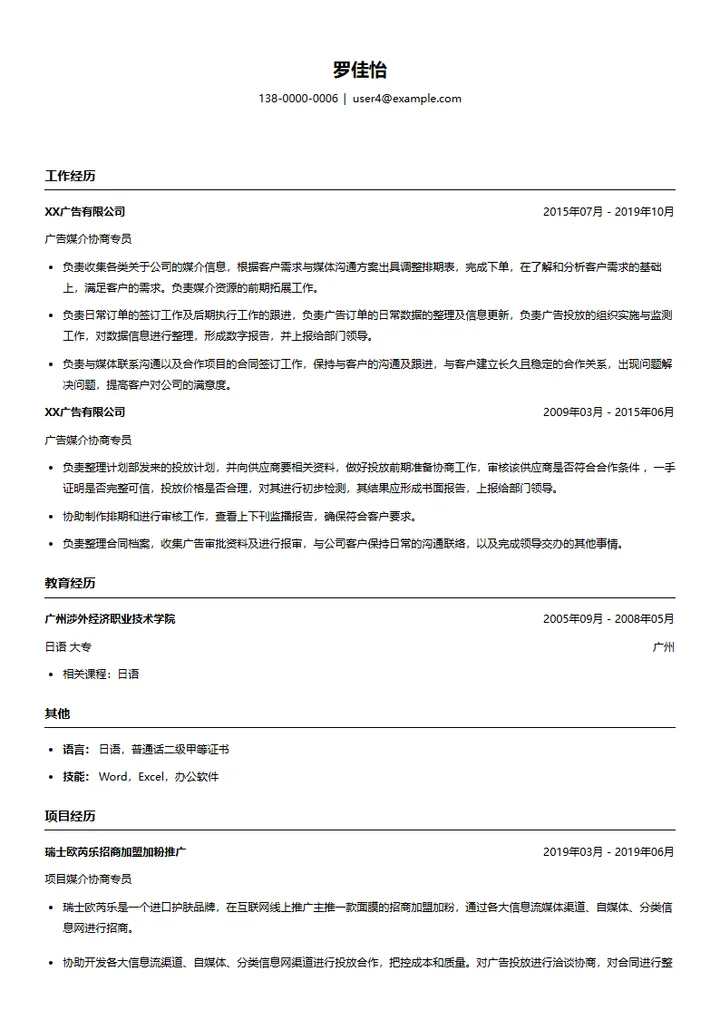 罗佳怡
138-0000-0006 | user4@example.com
工作经历
XX广告有限公司 2015年07月 - 2019年10月
广告媒介协商专员
• 负责收集各类关于公司的媒介信息，根据客户需求与媒体沟通方案出具调整排期表，完成下单，在了解和分析客户需求的基础
上，满足客户的需求。负责媒介资源的前期拓展工作。
• 负责日常订单的签订工作及后期执行工作的跟进，负责广告订单的日常数据的整理及信息更新，负责广告投放的组织实施与监测
工作，对数据信息进行整理，形成数字报告，并上报给部门领导。
• 负责与媒体联系沟通以及合作项目的合同签订工作，保持与客户的沟通及跟进，与客户建立长久且稳定的合作关系，出现问题解
决问题，提高客户对公司的满意度。
XX广告有限公司 2009年03月 - 2015年06月
广告媒介协商专员
• 负责整理计划部发来的投放计划，并向供应商要相关资料，做好投放前期准备协商工作，审核该供应商是否符合合作条件 ，一手
证明是否完整可信，投放价格是否合理，对其进行初步检测，其结果应形成书面报告，上报给部门领导。
• 协助制作排期和进行审核工作，查看上下刊监播报告，确保符合客户要求。
• 负责整理合同档案，收集广告审批资料及进行报审，与公司客户保持日常的沟通联络，以及完成领导交办的其他事情。
教育经历
广州涉外经济职业技术学院 2005年09月 - 2008年05月
日语 大专 广州
• 相关课程：日语
其他
• 语言： 日语，普通话二级甲等证书
• 技能： Word，Excel，办公软件
项目经历
瑞士欧芮乐招商加盟加粉推广 2019年03月 - 2019年06月
项目媒介协商专员
• 瑞士欧芮乐是一个进口护肤品牌，在互联网线上推广主推一款面膜的招商加盟加粉，通过各大信息流媒体渠道、自媒体、分类信
息网进行招商。
• 协助开发各大信息流渠道、自媒体、分类信息网渠道进行投放合作，把控成本和质量。对广告投放进行洽谈协商，对合同进行整